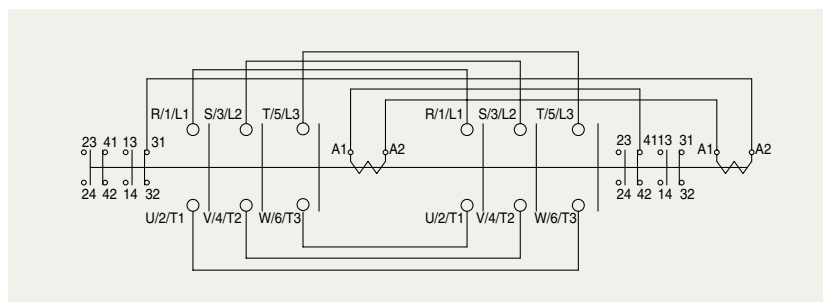 R/1/L1 S/3/L2 T/5/L3 R/1/L1 S/3/L2 T/5/L3
23 41 13 31 A1 A2 23 4113 31 A1 A2
24 42 14 32 24 42 14 32
U/2/T1 V/4/T2 W/6/T3 U/2/T1 V/4/T2 W/6/T3